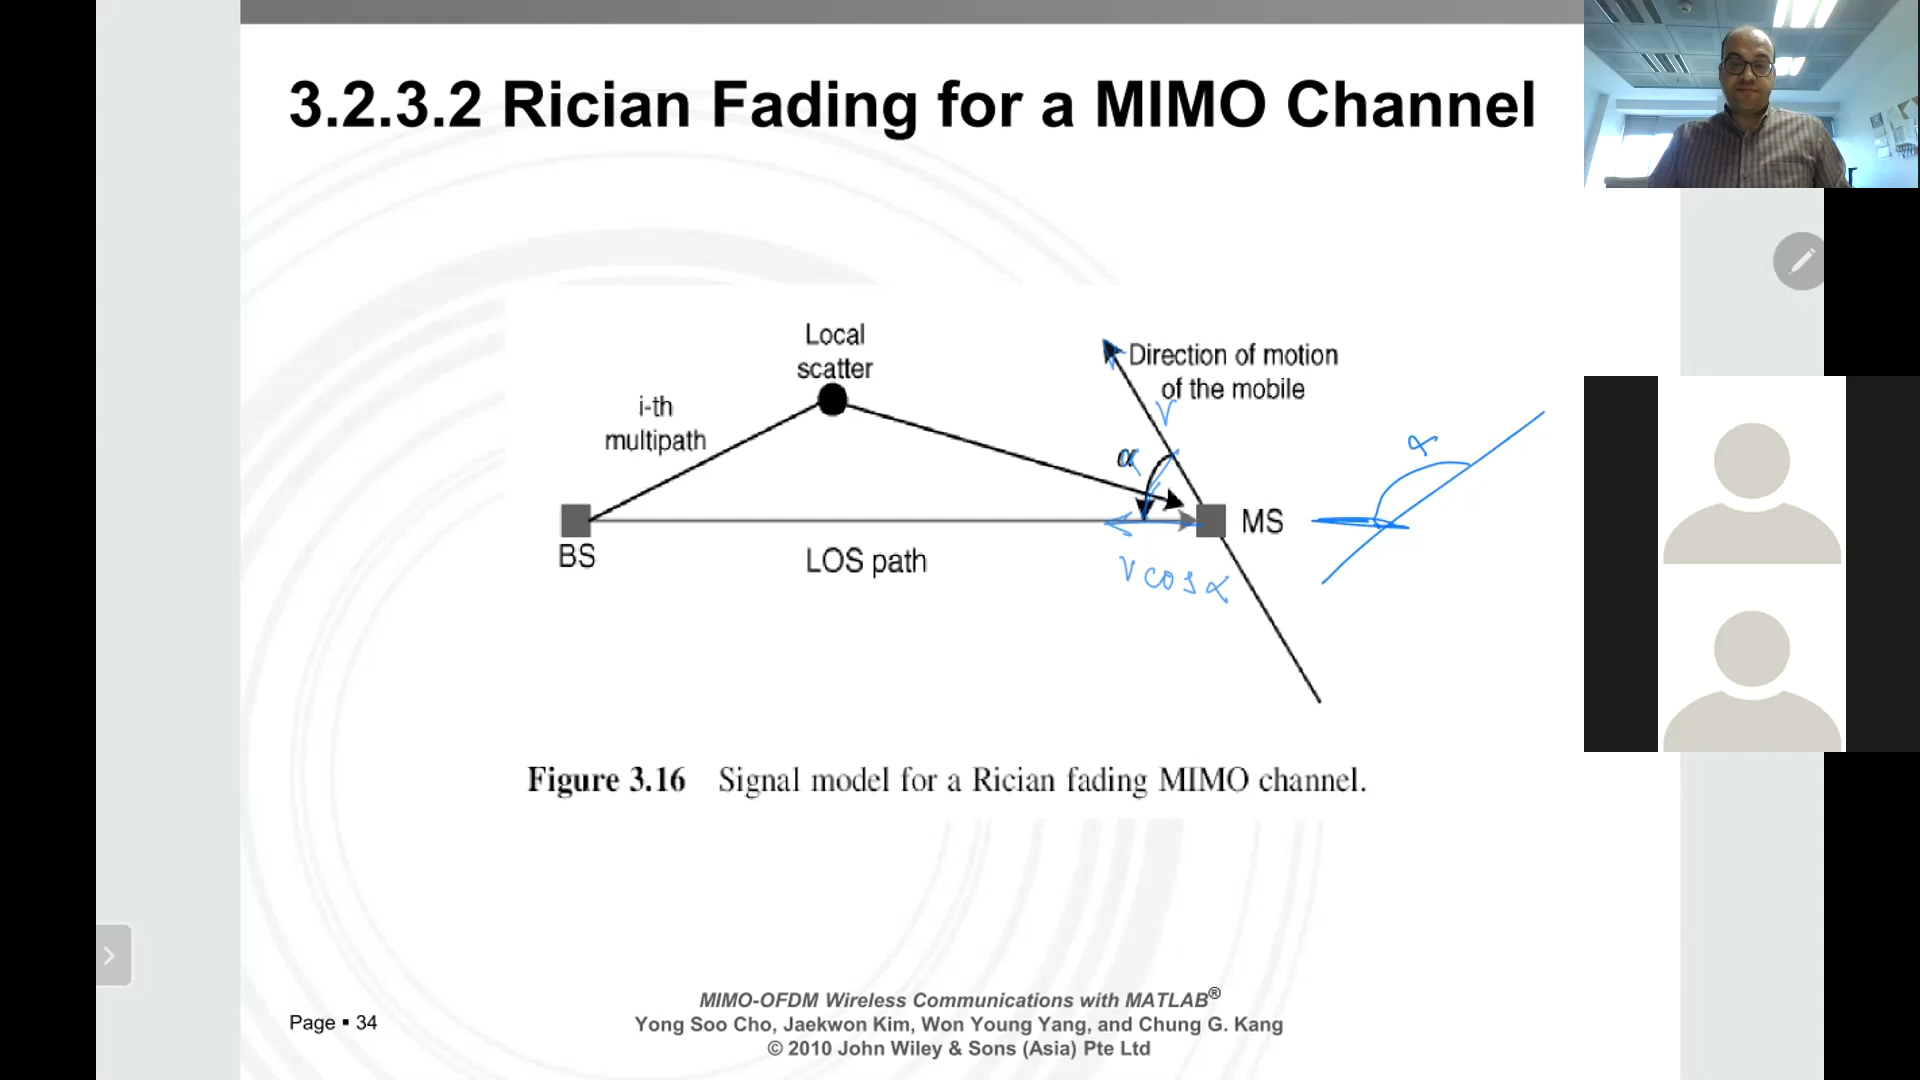 3.2.3.2 Rician Fading for a MIMO Channel
Local
scatter
i-th
multipath
Direction of motion
of the mobile
v
α
α
BS
LOS path
MS
v cos α
Figure 3.16 Signal model for a Rician fading MIMO channel.
Page ▪ 34
MIMO-OFDM Wireless Communications with MATLAB®
Yong Soo Cho, Jaekwon Kim, Won Young Yang, and Chung G. Kang
© 2010 John Wiley & Sons (Asia) Pte Ltd